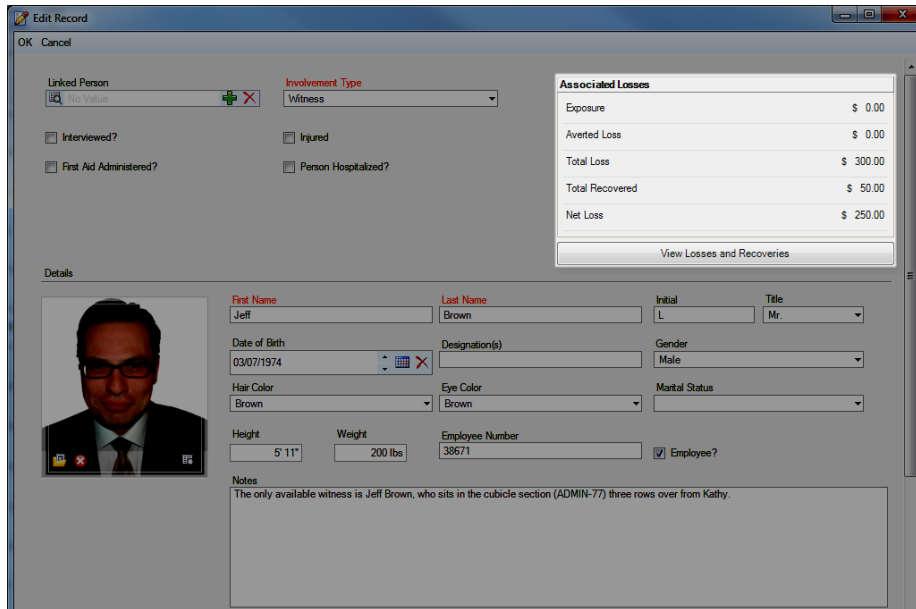 Edit Record
OK Cancel
Linked Person
No Value
Involvement Type
Witness
Interviewed?
Injured
First Aid Administered?
Person Hospitalized?
Associated Losses
Exposure $ 0.00
Averted Loss $ 0.00
Total Loss $ 300.00
Total Recovered $ 50.00
Net Loss $ 250.00
View Losses and Recoveries
Details
First Name
Jeff
Last Name
Brown
Initial
L
Title
Mr.
Date of Birth
03/07/1974
Designation(s)
Gender
Male
Hair Color
Brown
Eye Color
Brown
Marital Status
Height
5' 11"
Weight
200 lbs
Employee Number
38671
Employee?
Notes
The only available witness is Jeff Brown, who sits in the cubicle section (ADMIN-77) three rows over from Kathy.